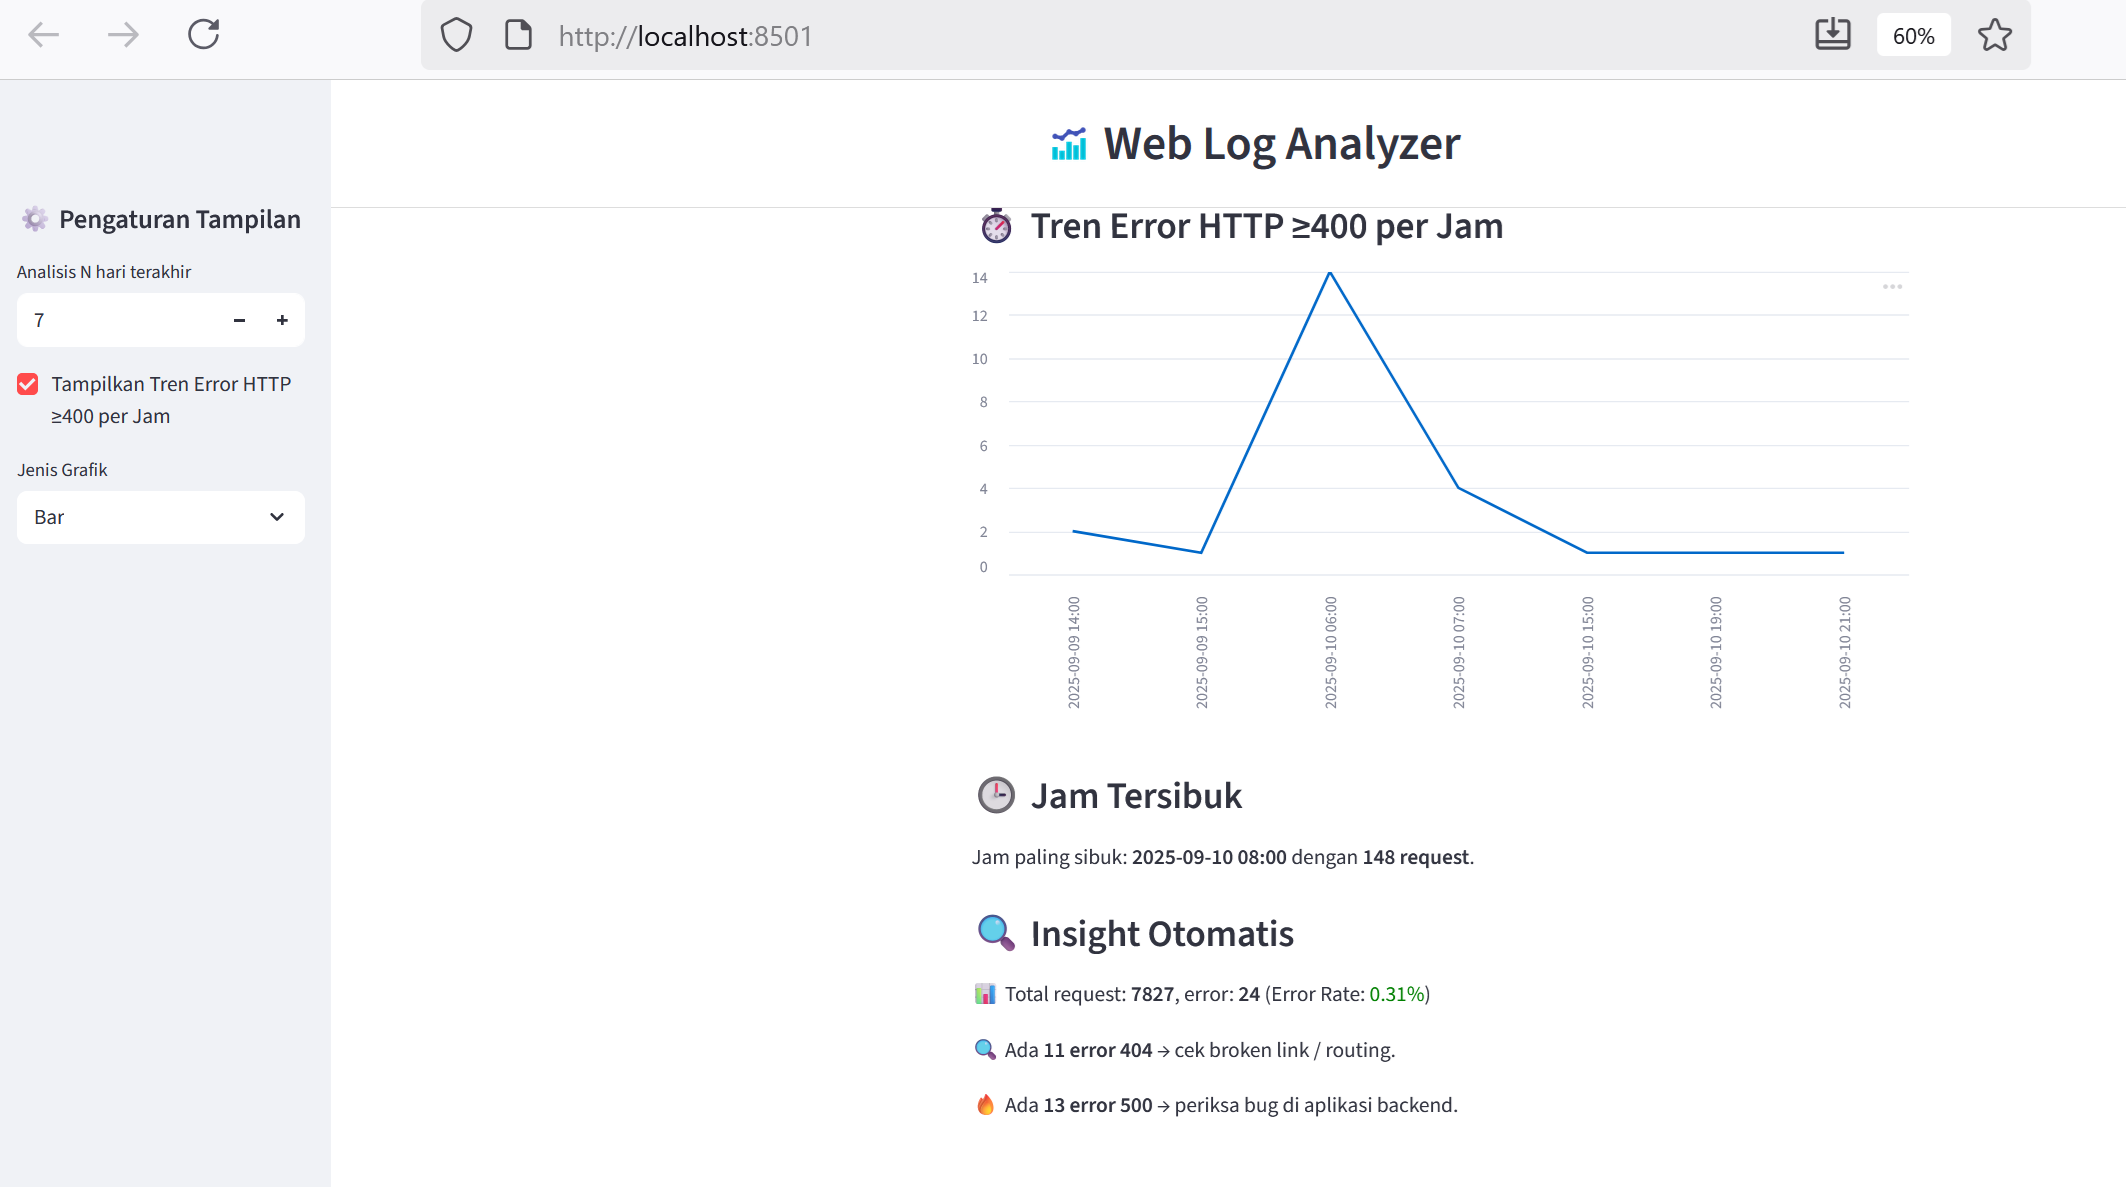 http://localhost:8501
60%
Web Log Analyzer
Pengaturan Tampilan
Analisis N hari terakhir
7
Tampilkan Tren Error HTTP
≥400 per Jam
Jenis Grafik
Bar
Tren Error HTTP ≥400 per Jam
14
12
10
8
6
4
2
0
2025-09-09 14:00
2025-09-09 15:00
2025-09-10 06:00
2025-09-10 07:00
2025-09-10 15:00
2025-09-10 19:00
2025-09-10 21:00
Jam Tersibuk
Jam paling sibuk: 2025-09-10 08:00 dengan 148 request.
Insight Otomatis
Total request: 7827, error: 24 (Error Rate: 0.31%)
Ada 11 error 404 → cek broken link / routing.
Ada 13 error 500 → periksa bug di aplikasi backend.